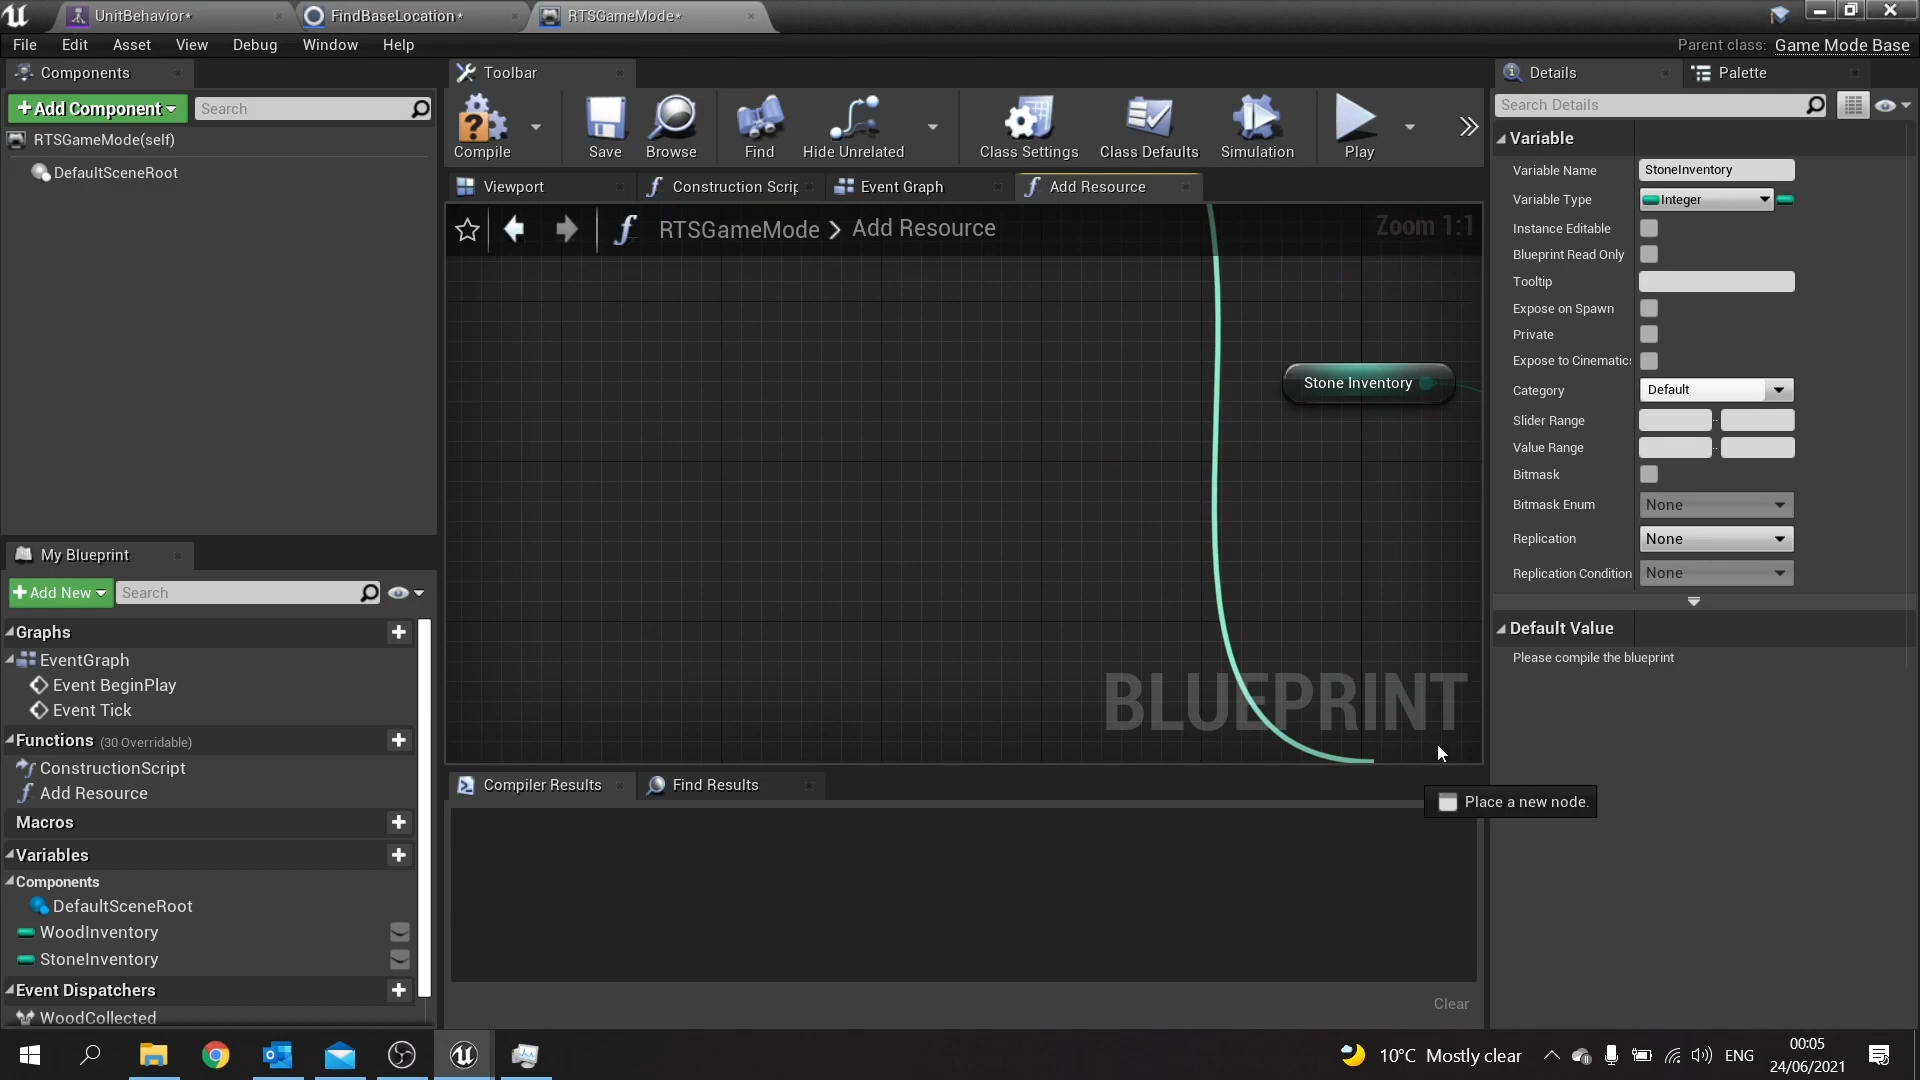 UnitBehavior*
FindBaseLocation*
RTSGameMode*
File Edit Asset View Debug Window Help
Parent class: Game Mode Base
Components
Toolbar
Details
Palette
Add Component
Search
Search Details
RTSGameMode(self)
DefaultSceneRoot
Compile
Save
Browse
Find
Hide Unrelated
Class Settings
Class Defaults
Simulation
Play
Viewport
Construction Scrip
Event Graph
Add Resource
RTSGameMode > Add Resource
Zoom 1:1
Stone Inventory
BLUEPRINT
Place a new node.
Variable
Variable Name StoneInventory
Variable Type Integer
Instance Editable
Blueprint Read Only
Tooltip
Expose on Spawn
Private
Expose to Cinematics
Category Default
Slider Range
Value Range
Bitmask
Bitmask Enum None
Replication None
Replication Condition None
Default Value
Please compile the blueprint
My Blueprint
Add New
Search
Graphs
EventGraph
Event BeginPlay
Event Tick
Functions (30 Overridable)
ConstructionScript
Add Resource
Macros
Variables
Components
DefaultSceneRoot
WoodInventory
StoneInventory
Event Dispatchers
WoodCollected
Compiler Results
Find Results
Clear
10°C Mostly clear
ENG
00:05
24/06/2021